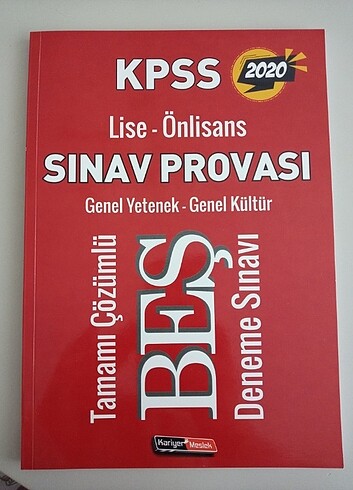 KPSS
2020
Lise - Önlisans
SINAV PROVASI
Genel Yetenek - Genel Kültür
Tamamı Çözümlü
BEŞ
Deneme Sınavı
Kariyer Meslek